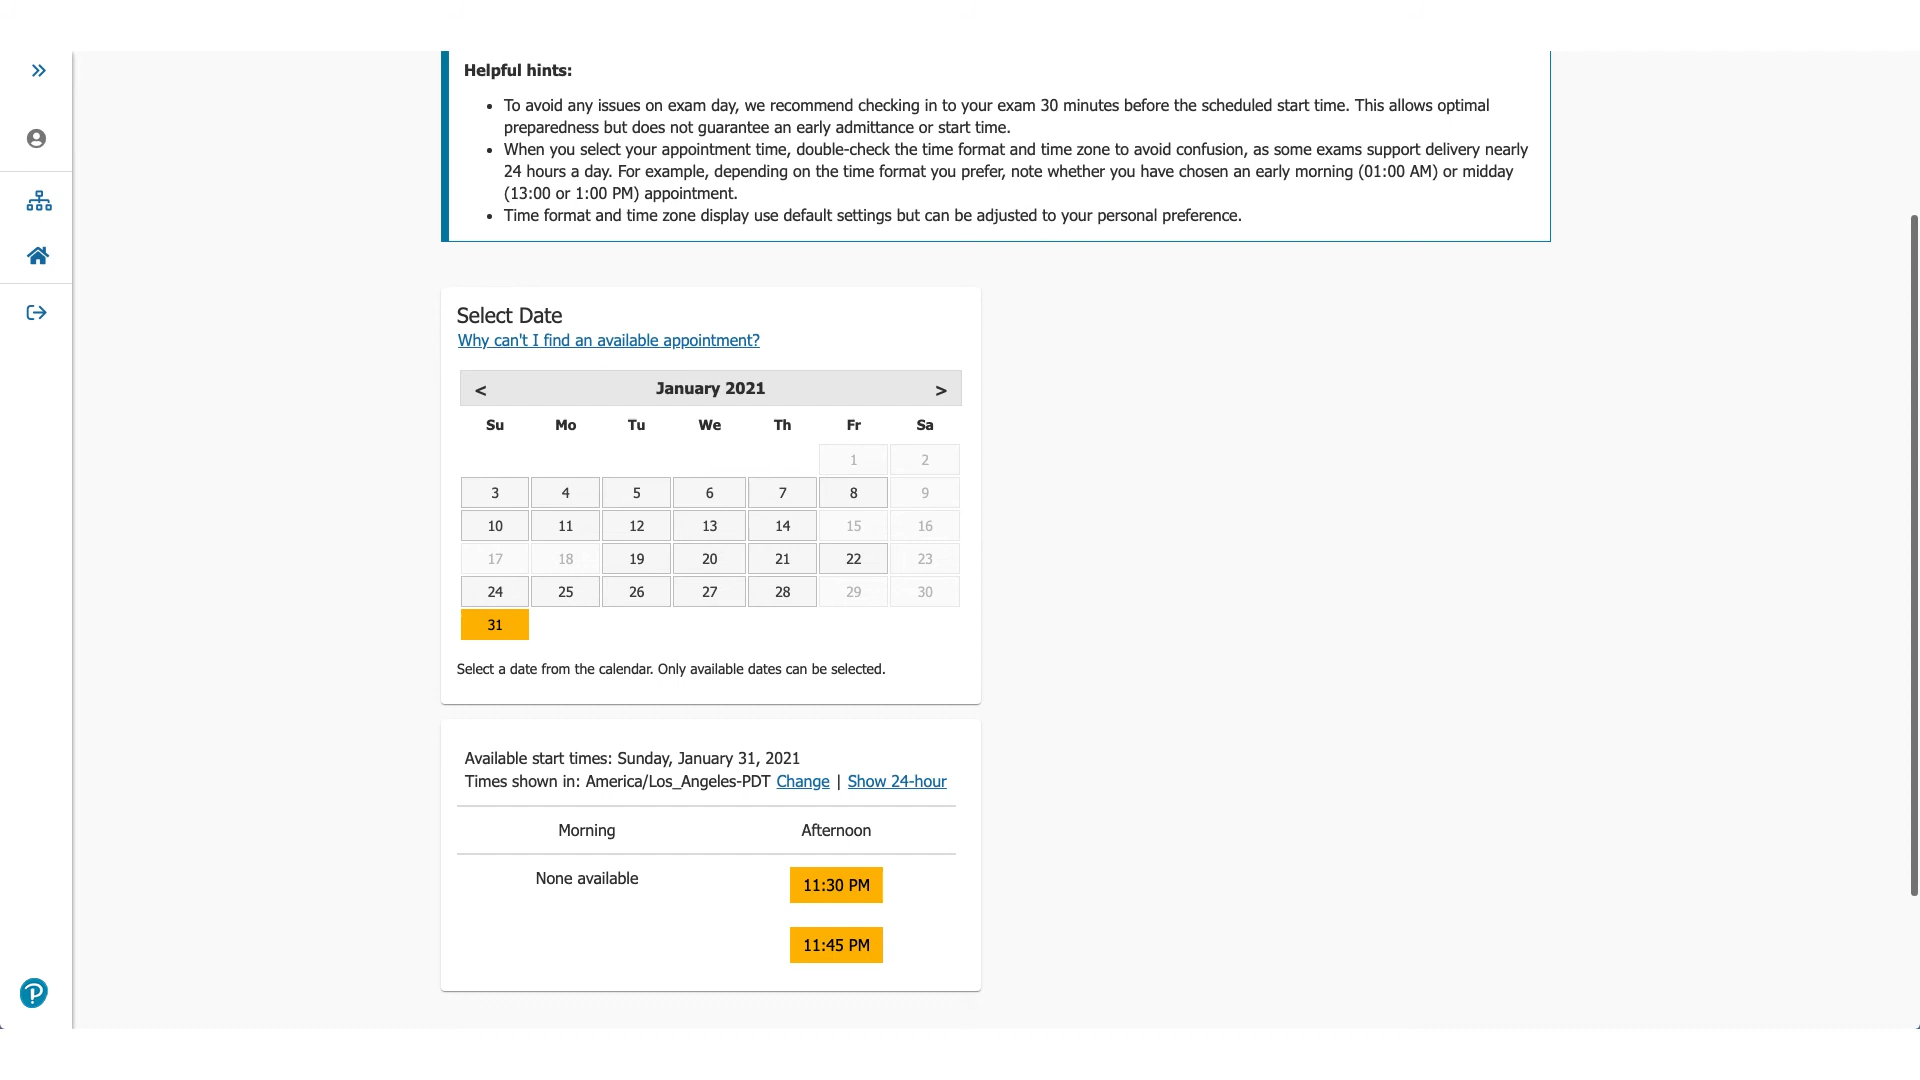 Helpful hints:
• To avoid any issues on exam day, we recommend checking in to your exam 30 minutes before the scheduled start time. This allows optimal
preparedness but does not guarantee an early admittance or start time.
• When you select your appointment time, double-check the time format and time zone to avoid confusion, as some exams support delivery nearly
24 hours a day. For example, depending on the time format you prefer, note whether you have chosen an early morning (01:00 AM) or midday
(13:00 or 1:00 PM) appointment.
• Time format and time zone display use default settings but can be adjusted to your personal preference.
Select Date
Why can't I find an available appointment?
< January 2021 >
Su Mo Tu We Th Fr Sa
1 2
3 4 5 6 7 8 9
10 11 12 13 14 15 16
17 18 19 20 21 22 23
24 25 26 27 28 29 30
31
Select a date from the calendar. Only available dates can be selected.
Available start times: Sunday, January 31, 2021
Times shown in: America/Los_Angeles-PDT Change | Show 24-hour
Morning Afternoon
None available 11:30 PM
11:45 PM